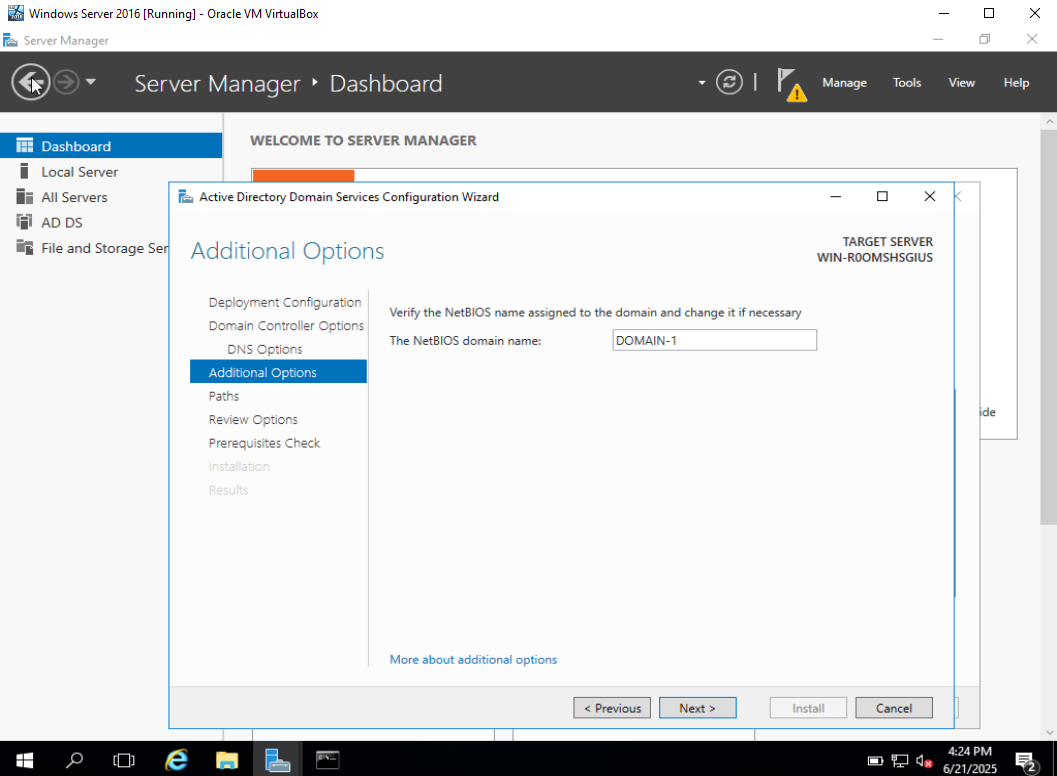 Windows Server 2016 [Running] - Oracle VM VirtualBox
Server Manager
Server Manager ‣ Dashboard
Manage Tools View Help
Dashboard
Local Server
All Servers
AD DS
File and Storage Ser
WELCOME TO SERVER MANAGER
Active Directory Domain Services Configuration Wizard
Additional Options
TARGET SERVER
WIN-R0OMSHSGIUS
Deployment Configuration
Domain Controller Options
DNS Options
Additional Options
Paths
Review Options
Prerequisites Check
Installation
Results
Verify the NetBIOS name assigned to the domain and change it if necessary
The NetBIOS domain name: DOMAIN-1
ide
More about additional options
< Previous Next > Install Cancel
4:24 PM
6/21/2025
2